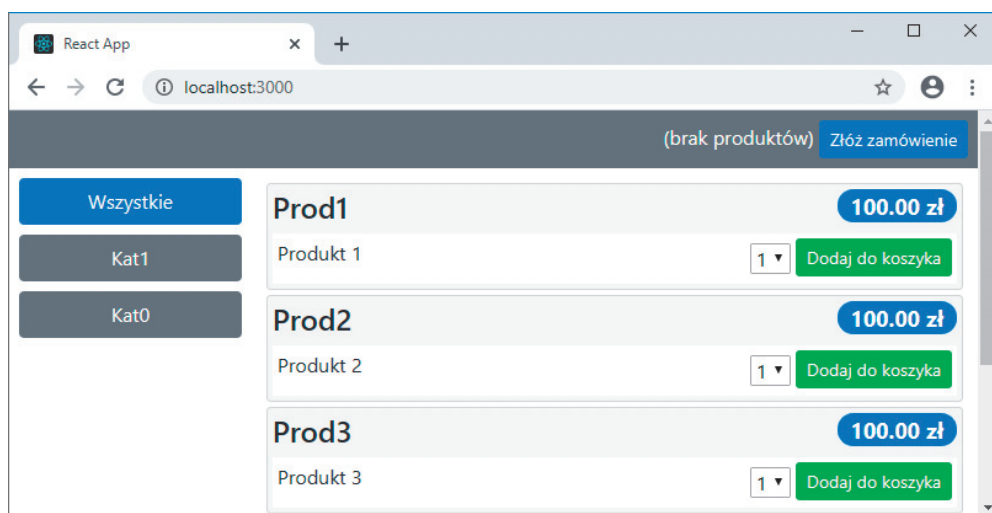 React App
localhost:3000
(brak produktów) Złóż zamówienie
Wszystkie
Kat1
Kat0
Prod1 100.00 zł
Produkt 1 1 Dodaj do koszyka
Prod2 100.00 zł
Produkt 2 1 Dodaj do koszyka
Prod3 100.00 zł
Produkt 3 1 Dodaj do koszyka